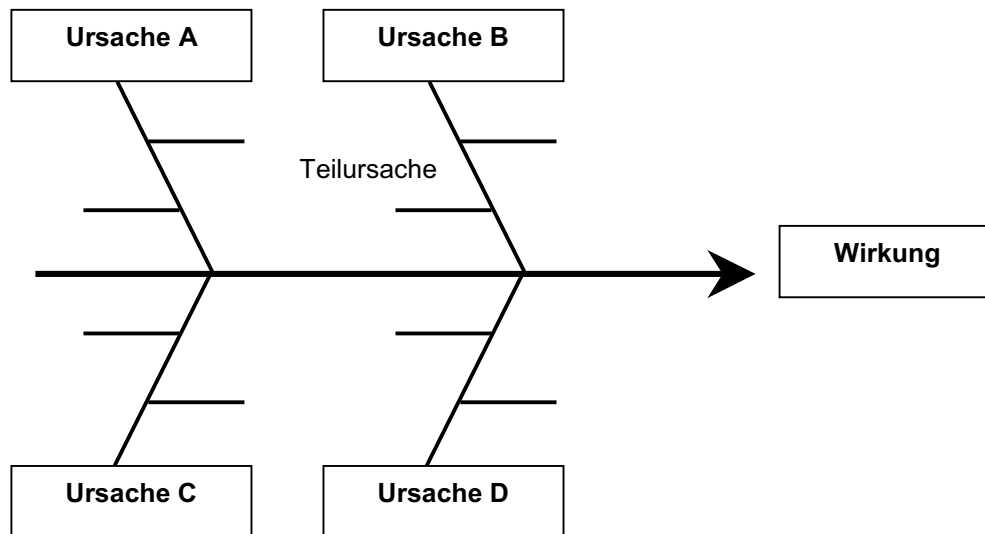 Ursache A
Ursache B
Teilursache
Wirkung
Ursache C
Ursache D